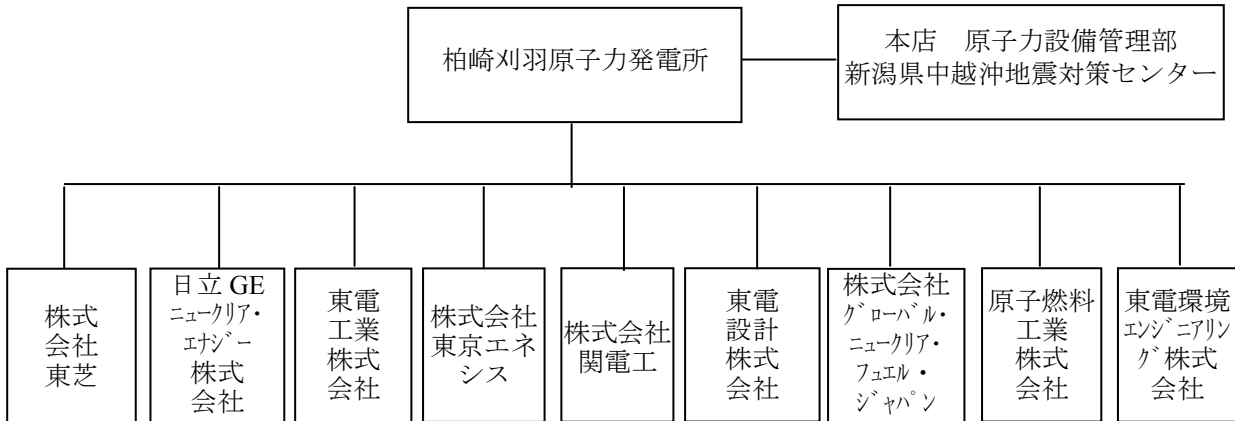 柏崎刈羽原子力発電所
本店　原子力設備管理部
新潟県中越沖地震対策センター
株式
会社
東芝
日立 GE
ニュークリア・
エナジー
株式
会社
東電
工業
株式
会社
株式会社
東京エネ
シス
株式会社
関電工
東電
設計
株式
会社
株式会社
グローバル・
ニュークリア・
フュエル・
ジャパン
原子燃料
工業
株式
会社
東電環境
エンジニアリン
グ株式
会社